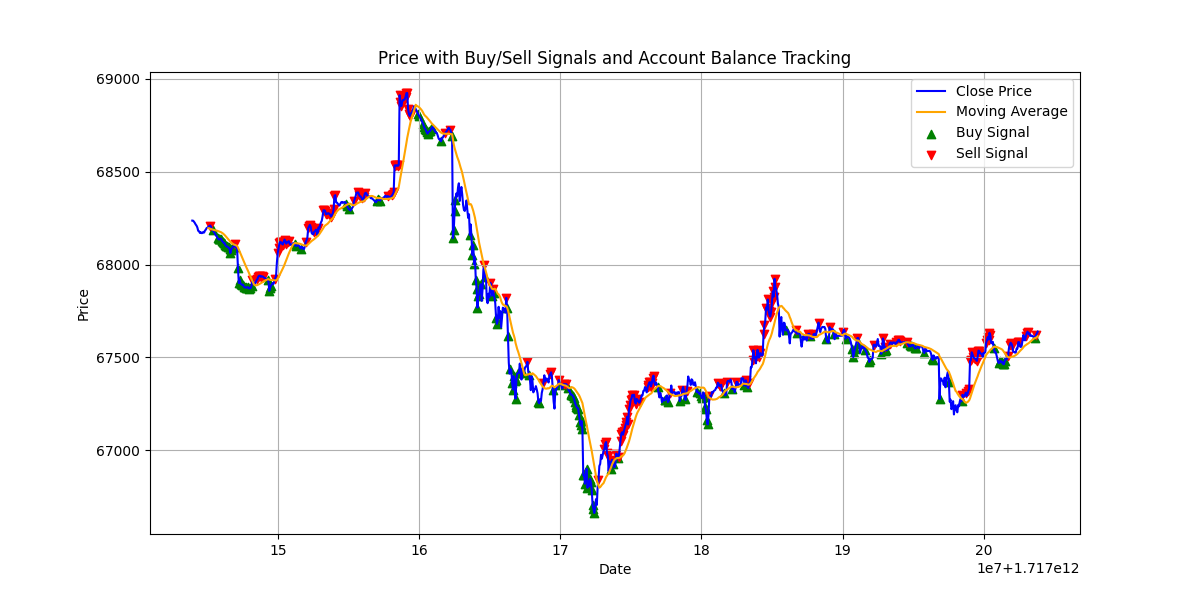 Price with Buy/Sell Signals and Account Balance Tracking
69000
68500
68000
67500
67000
Price
Close Price
Moving Average
Buy Signal
Sell Signal
15 16 17 18 19 20
Date
1e7+1.717e12